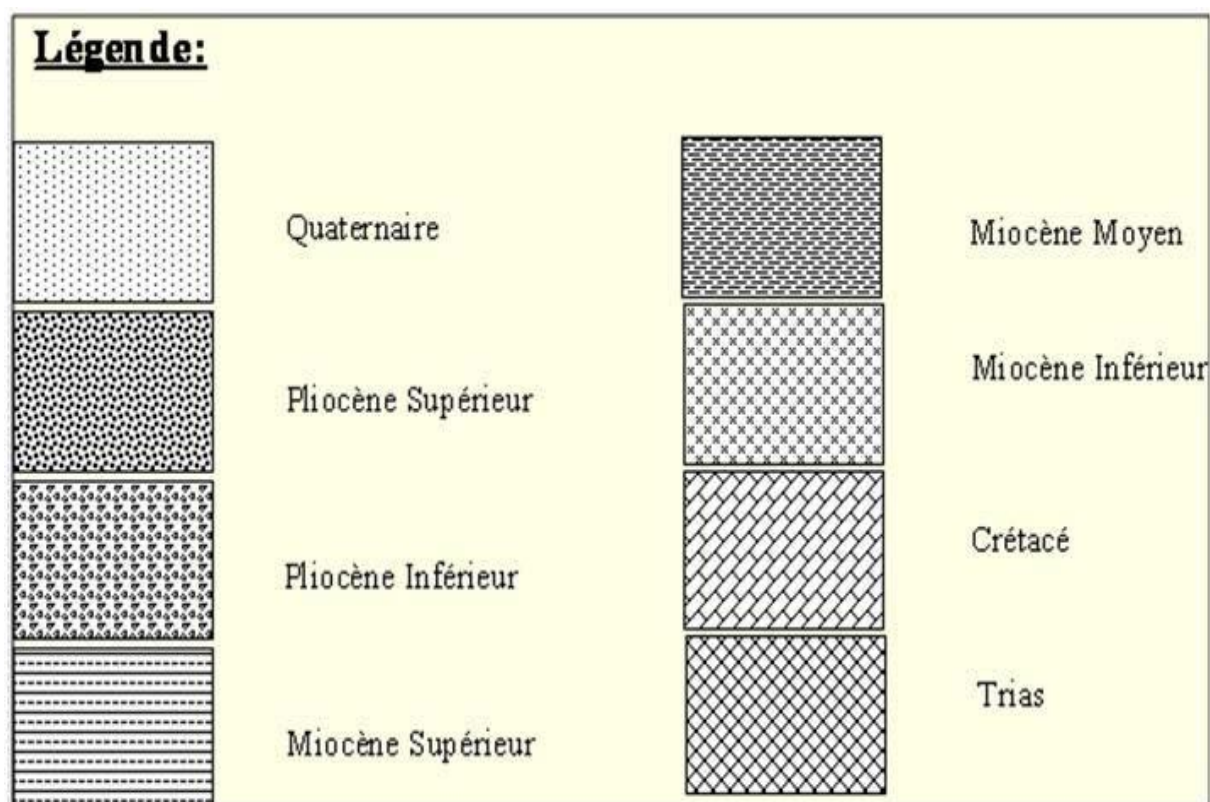 Légende:
Quaternaire
Pliocène Supérieur
Pliocène Inférieur
Miocène Supérieur
Miocène Moyen
Miocène Inférieur
Crétacé
Trias